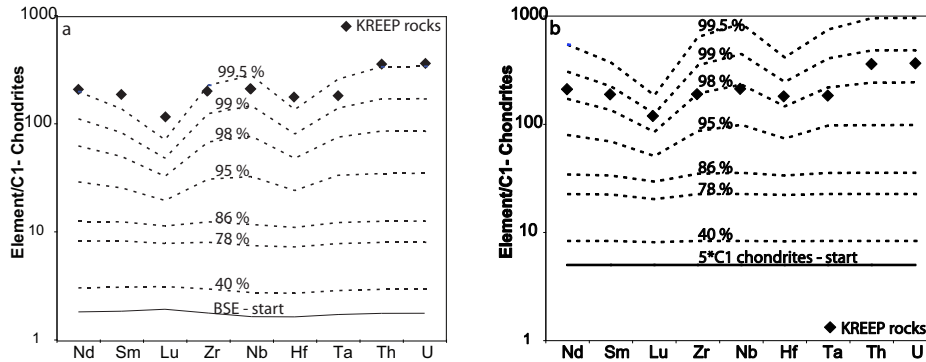 Element/C1- Chondrites
1000
100
10
1
a
KREEP rocks
99.5 %
99 %
98 %
95 %
86 %
78 %
40 %
BSE - start
Nd Sm Lu Zr Nb Hf Ta Th U
Element/C1- Chondrites
1000
100
10
1
b
99.5 %
99 %
98 %
95 %
86 %
78 %
40 %
5*C1 chondrites - start
KREEP rocks
Nd Sm Lu Zr Nb Hf Ta Th U